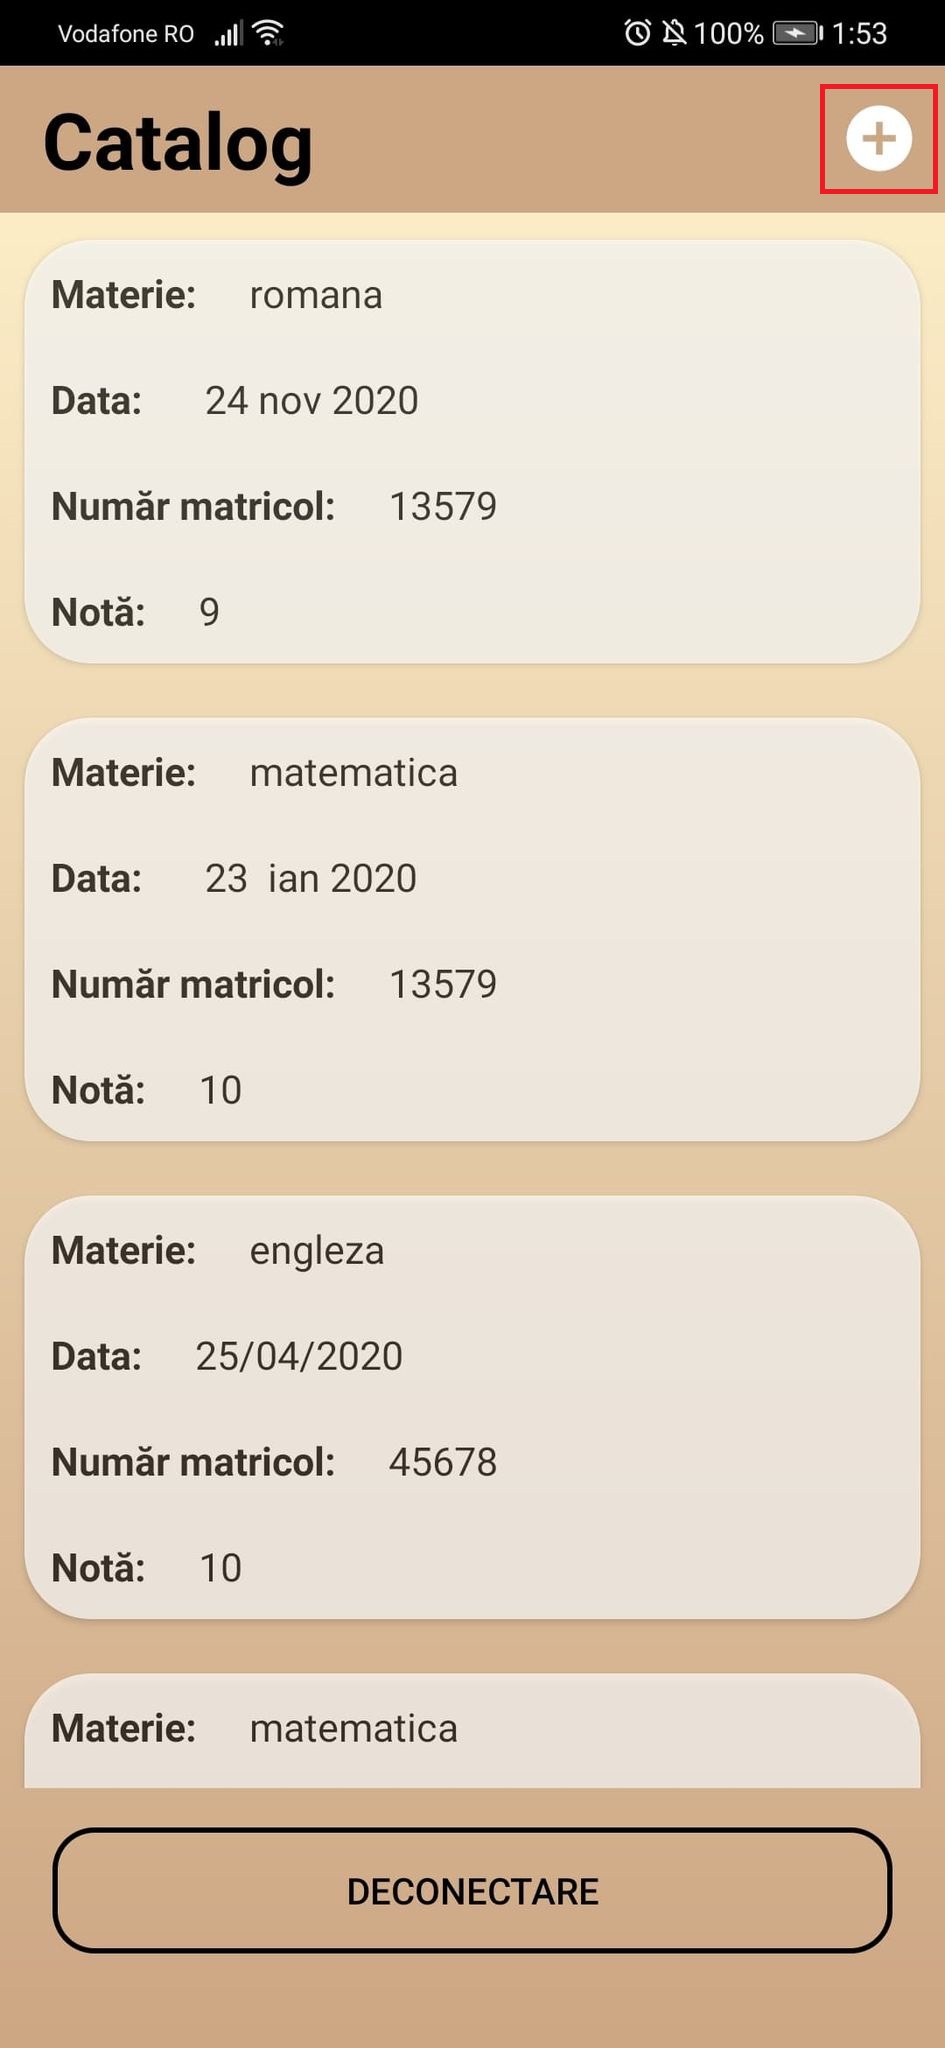 Vodafone RO 100% 1:53
Catalog
Materie: romana
Data: 24 nov 2020
Număr matricol: 13579
Notă: 9
Materie: matematica
Data: 23 ian 2020
Număr matricol: 13579
Notă: 10
Materie: engleza
Data: 25/04/2020
Număr matricol: 45678
Notă: 10
Materie: matematica
DECONECTARE